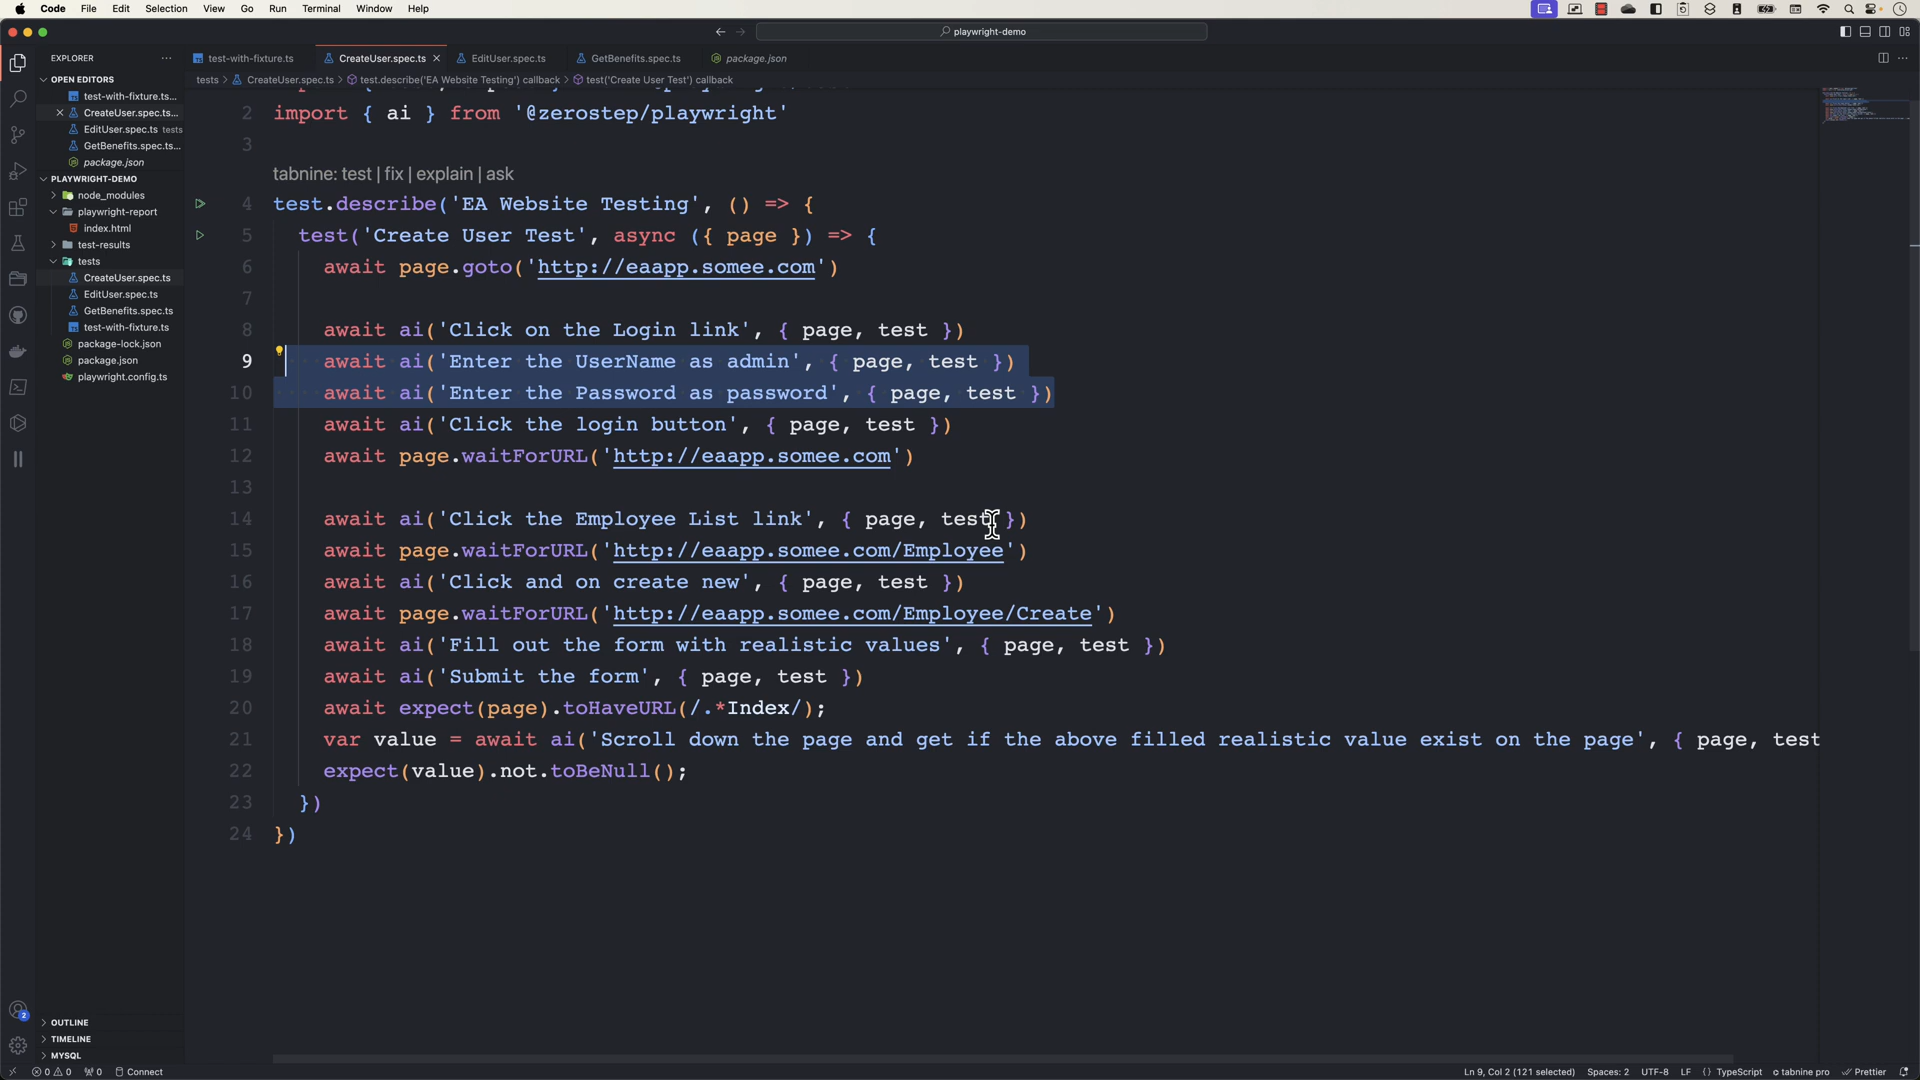 Code File Edit Selection View Go Run Terminal Window Help
playwright-demo
EXPLORER
test-with-fixture.ts CreateUser.spec.ts EditUser.spec.ts GetBenefits.spec.ts package.json
tests > CreateUser.spec.ts > test.describe('EA Website Testing') callback > test('Create User Test') callback
OPEN EDITORS
test-with-fixture.ts...
CreateUser.spec.ts...
EditUser.spec.ts tests
GetBenefits.spec.ts...
package.json
PLAYWRIGHT-DEMO
node_modules
playwright-report
index.html
test-results
tests
CreateUser.spec.ts
EditUser.spec.ts
GetBenefits.spec.ts
test-with-fixture.ts
package-lock.json
package.json
playwright.config.ts
OUTLINE
TIMELINE
MYSQL
2 import { ai } from '@zerostep/playwright'
3
tabnine: test | fix | explain | ask
4 test.describe('EA Website Testing', () => {
5 test('Create User Test', async ({ page }) => {
6 await page.goto('http://eaapp.somee.com')
7
8 await ai('Click on the Login link', { page, test })
9 await ai('Enter the UserName as admin', { page, test })
10 await ai('Enter the Password as password', { page, test })
11 await ai('Click the login button', { page, test })
12 await page.waitForURL('http://eaapp.somee.com')
13
14 await ai('Click the Employee List link', { page, test })
15 await page.waitForURL('http://eaapp.somee.com/Employee')
16 await ai('Click and on create new', { page, test })
17 await page.waitForURL('http://eaapp.somee.com/Employee/Create')
18 await ai('Fill out the form with realistic values', { page, test })
19 await ai('Submit the form', { page, test })
20 await expect(page).toHaveURL(/.*Index/);
21 var value = await ai('Scroll down the page and get if the above filled realistic value exist on the page', { page, test
22 expect(value).not.toBeNull();
23 })
24 })
2
0 0 0 Connect
Ln 9, Col 2 (121 selected) Spaces: 2 UTF-8 LF {} TypeScript tabnine pro Prettier